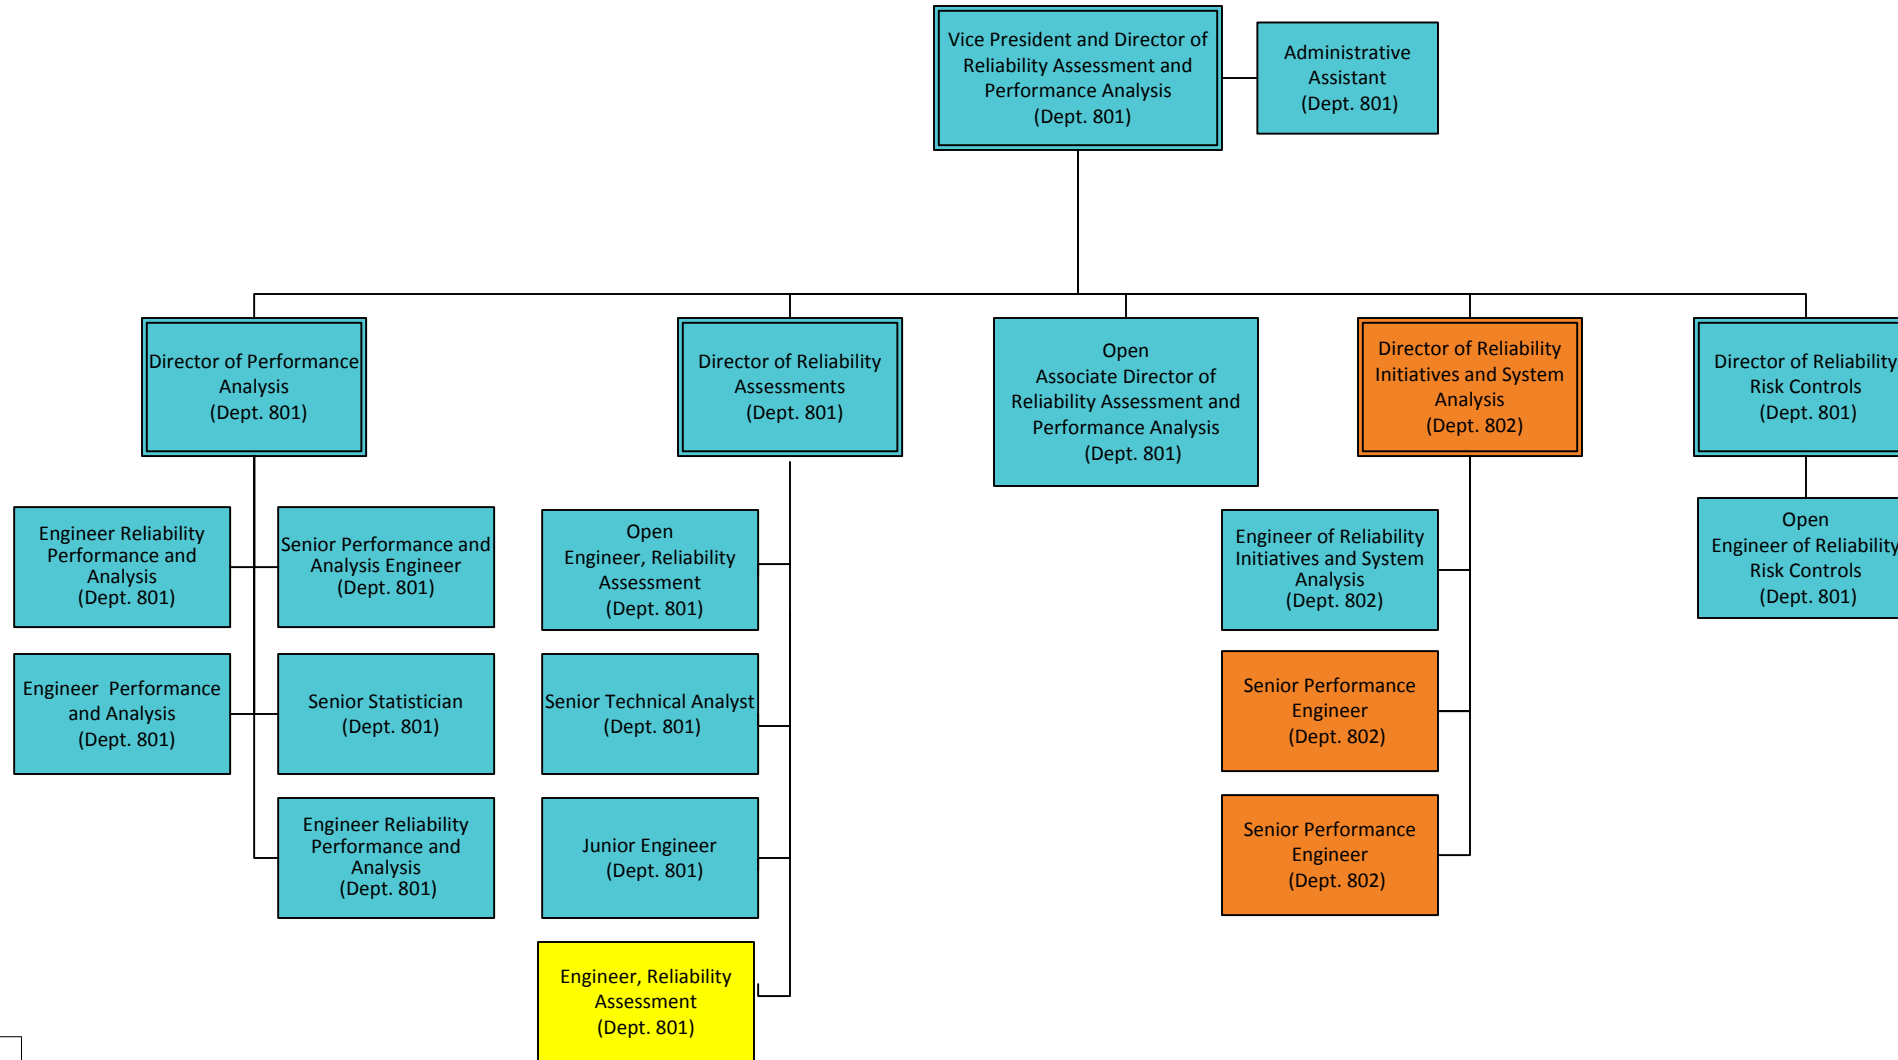 Vice President and Director of
Reliability Assessment and
Performance Analysis
(Dept. 801)
Administrative
Assistant
(Dept. 801)
Director of Performance
Analysis
(Dept. 801)
Director of Reliability
Assessments
(Dept. 801)
Open
Associate Director of
Reliability Assessment and
Performance Analysis
(Dept. 801)
Director of Reliability
Initiatives and System
Analysis
(Dept. 802)
Director of Reliability
Risk Controls
(Dept. 801)
Engineer Reliability
Performance and
Analysis
(Dept. 801)
Senior Performance and
Analysis Engineer
(Dept. 801)
Open
Engineer, Reliability
Assessment
(Dept. 801)
Engineer of Reliability
Initiatives and System
Analysis
(Dept. 802)
Open
Engineer of Reliability
Risk Controls
(Dept. 801)
Engineer  Performance
and Analysis
(Dept. 801)
Senior Statistician
(Dept. 801)
Senior Technical Analyst
(Dept. 801)
Senior Performance
Engineer
(Dept. 802)
Engineer Reliability
Performance and
Analysis
(Dept. 801)
Junior Engineer
(Dept. 801)
Senior Performance
Engineer
(Dept. 802)
Engineer, Reliability
Assessment
(Dept. 801)